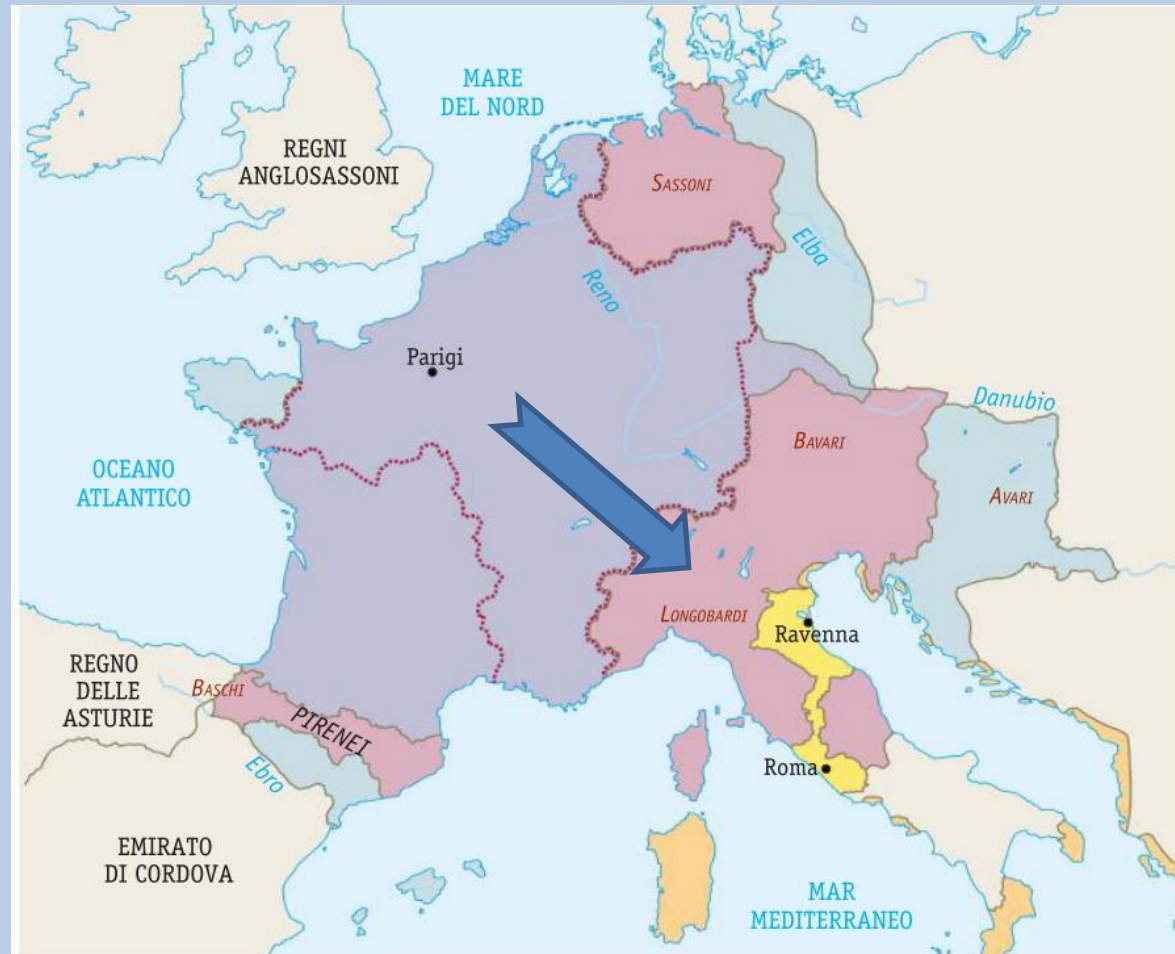 MARE
DEL NORD
REGNI
ANGLOSASSONI
SASSONI
Elba
Reno
Parigi
Danubio
BAVARI
OCEANO
ATLANTICO
AVARI
LONGOBARDI
Ravenna
REGNO
DELLE
ASTURIE
BASCHI
PIRENEI
Ebro
Roma
EMIRATO
DI CORDOVA
MAR
MEDITERRANEO